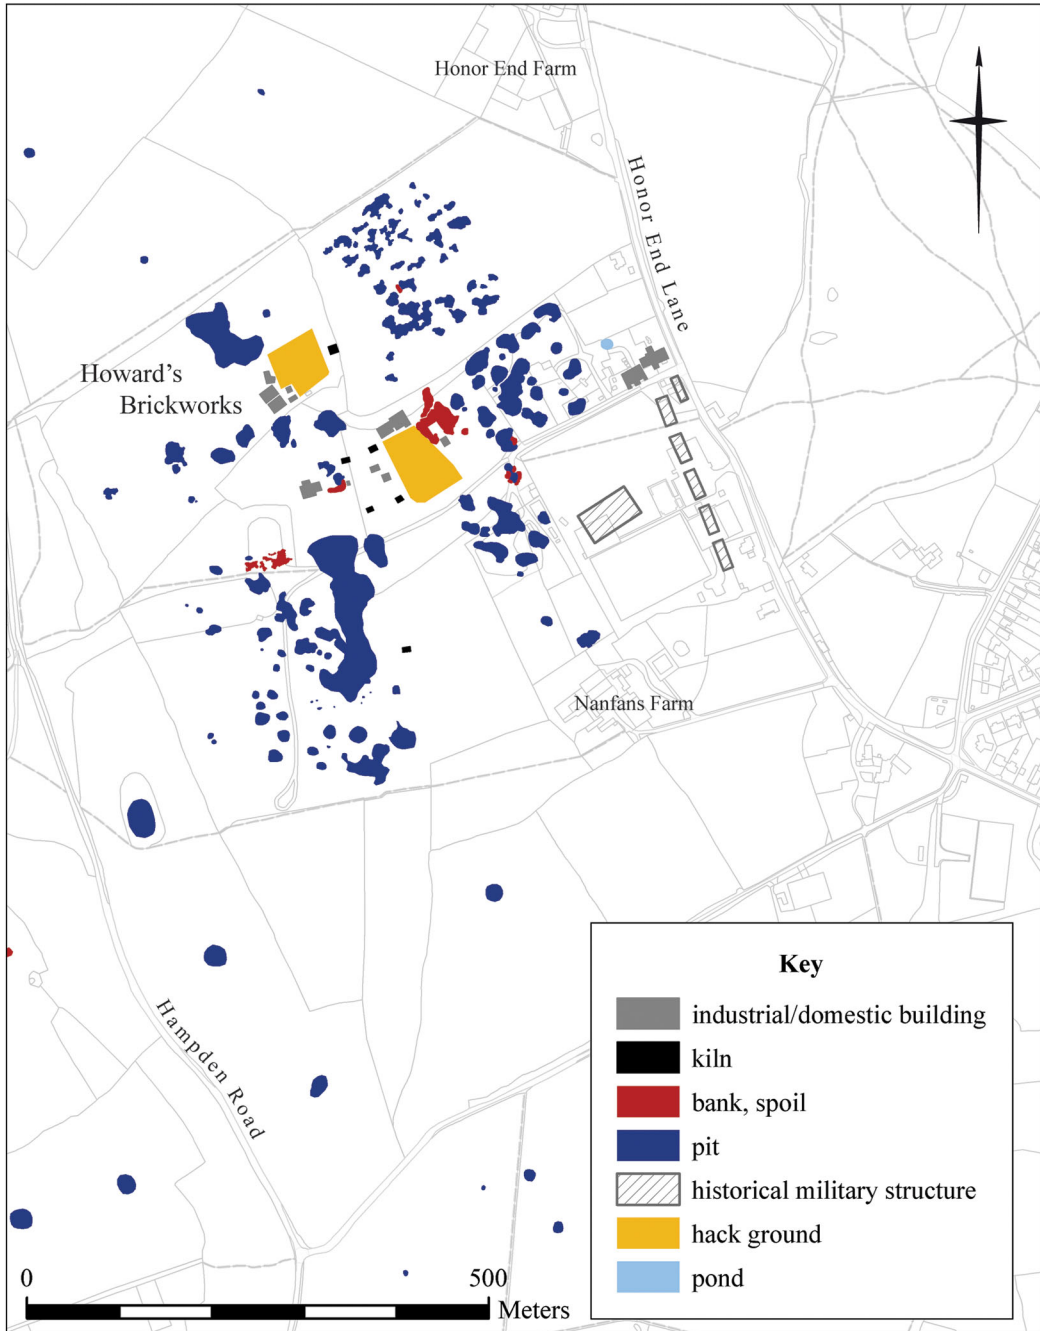 Honor End Farm
Honor End Lane
Howard's
Brickworks
Nanfans Farm
Hampden Road
Key
industrial/domestic building
kiln
bank, spoil
pit
historical military structure
hack ground
pond
0 500
Meters